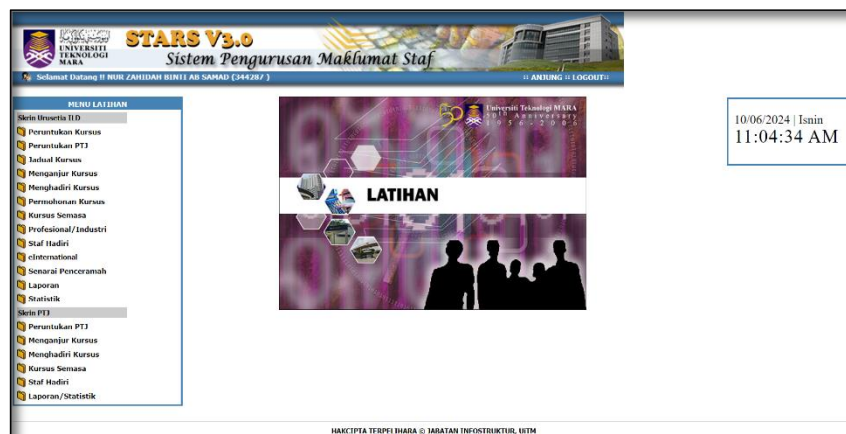 UNIVERSITI
TEKNOLOGI
MARA
STARS V3.0
Sistem Pengurusan Maklumat Staf
Selamat Datang !! NUR ZAHIDAH BINTI AB SAMAD (344287 )
:: ANJUNG :: LOGOUT::
MENU LATIHAN
Skrin Urusetia ILD
Peruntukan Kursus
Peruntukan PTJ
Jadual Kursus
Menganjur Kursus
Menghadiri Kursus
Permohonan Kursus
Kursus Semasa
Profesional/Industri
Staf Hadiri
eInternational
Senarai Penceramah
Laporan
Statistik
Skrin PTJ
Peruntukan PTJ
Menganjur Kursus
Menghadiri Kursus
Kursus Semasa
Staf Hadiri
Laporan/Statistik
50
Universiti Teknologi MARA
50th Anniversary
1956-2006
LATIHAN
10/06/2024 | Isnin
11:04:34 AM
HAKCIPTA TERPELIHARA © JABATAN INFOSTRUKTUR, UiTM